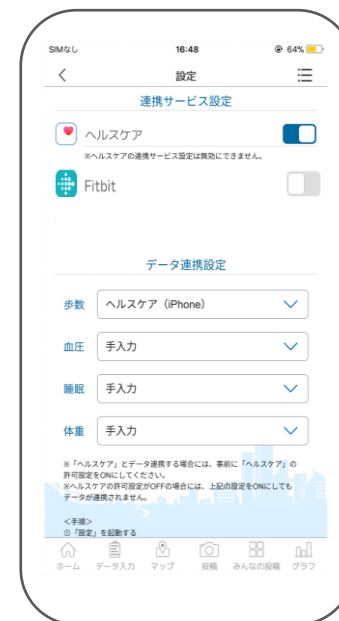 SIMなし 16:48 64%
設定
連携サービス設定
ヘルスケア
※ヘルスケアの連携サービス設定は無効にできません。
Fitbit
データ連携設定
歩数 ヘルスケア（iPhone）
血圧 手入力
睡眠 手入力
体重 手入力
※「ヘルスケア」とデータ連携する場合には、事前に「ヘルスケア」の
許可設定をONにしてください。
※ヘルスケアの許可設定がOFFの場合には、上記の設定をONにしても
データが連携されません。
＜手順＞
①「設定」を起動する
ホーム データ入力 マップ 投稿 みんなの投稿 グラフ